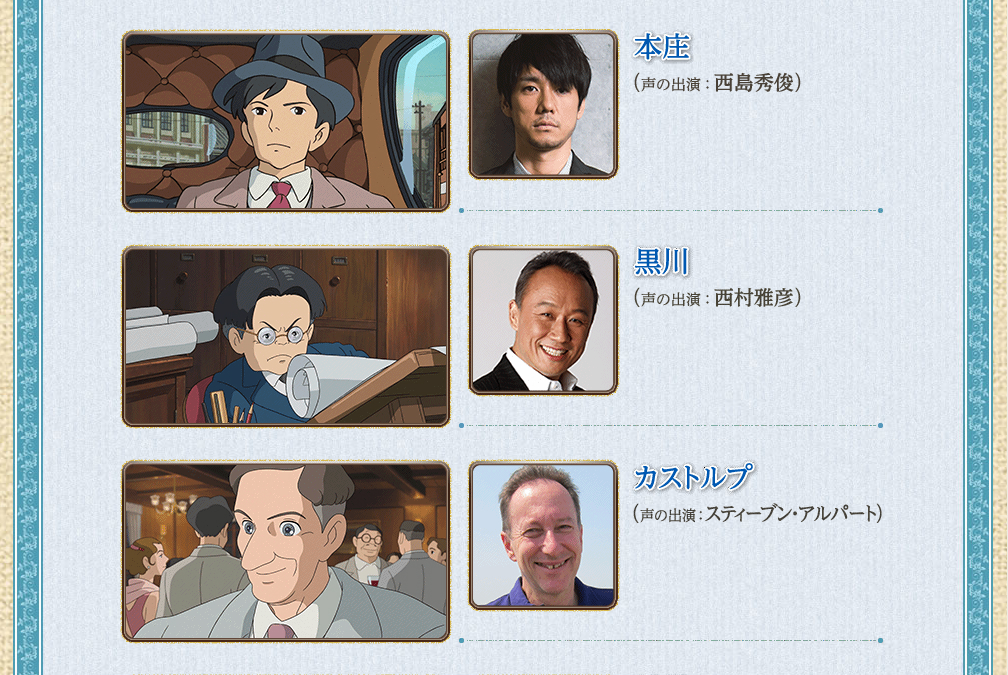 本庄
（声の出演：西島秀俊）
黒川
（声の出演：西村雅彦）
カストルプ
（声の出演：スティーブン・アルパート）